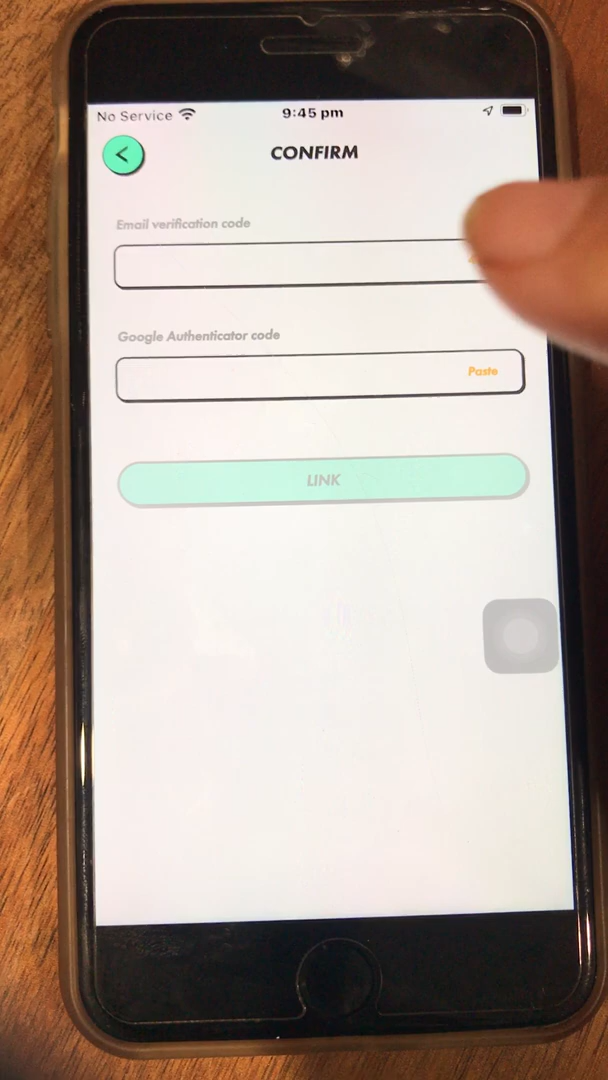 No Service
9:45 pm
CONFIRM
Email verification code
Google Authenticator code
Paste
LINK